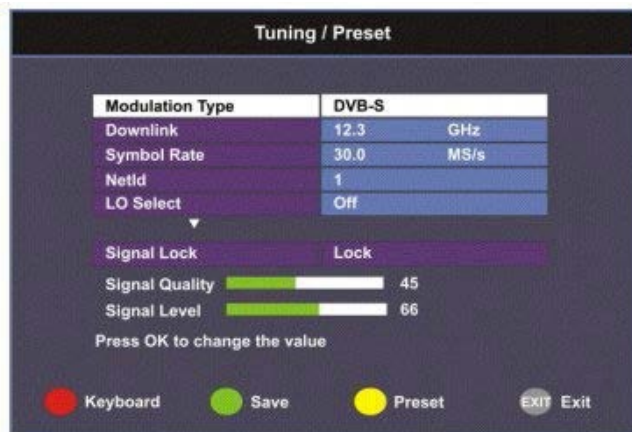 Tuning / Preset
Modulation Type DVB-S
Downlink 12.3 GHz
Symbol Rate 30.0 MS/s
NetId 1
LO Select Off
Signal Lock Lock
Signal Quality 45
Signal Level 66
Press OK to change the value
Keyboard Save Preset EXIT Exit